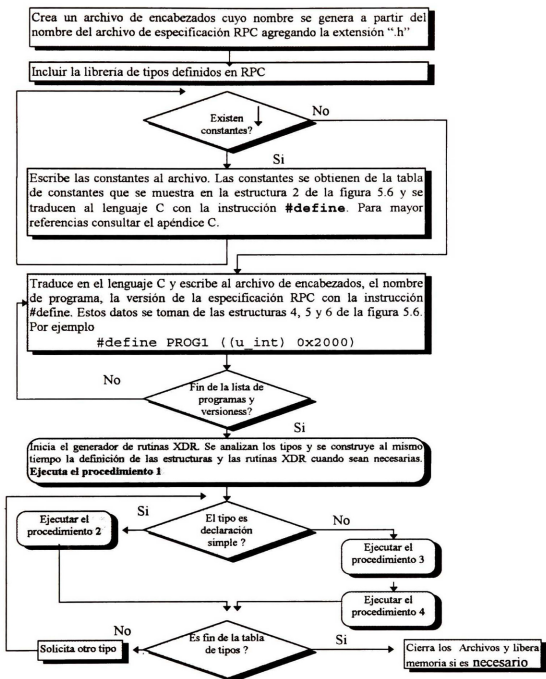 Crea un archivo de encabezados cuyo nombre se genera a partir del
nombre del archivo de especificación RPC agregando la extensión ".h"
Incluir la libreria de tipos definidos en RPC
Existen
constantes?
No
Si
Escribe las constantes al archivo. Las constantes se obtienen de la tabla
de constantes que se muestra en la estructura 2 de la figura 5.6 y se
traducen al lenguaje C con la instrucción #define. Para mayor
referencias consultar el apéndice C.
Traduce en el lenguaje C y escribe al archivo de encabezados, el nombre
de programa, la versión de la especificación RPC con la instrucción
#define. Estos datos se toman de las estructuras 4, 5 y 6 de la figura 5.6.
Por ejemplo
#define PROG1 ((u_int) 0x2000)
No
Fin de la lista de
programas y
versioness?
Si
Inicia el generador de rutinas XDR. Se analizan los tipos y se construye al mismo
tiempo la definición de las estructuras y las rutinas XDR cuando sean necesarias.
Ejecuta el procedimiento 1
Ejecutar el
procedimiento 2
Si
El tipo es
declaración
simple ?
No
Ejecutar el
procedimiento 3
Ejecutar el
procedimiento 4
No
Solicita otro tipo
Es fin de la tabla
de tipos ?
Si
Cierra los Archivos y libera
memoria si es necesario